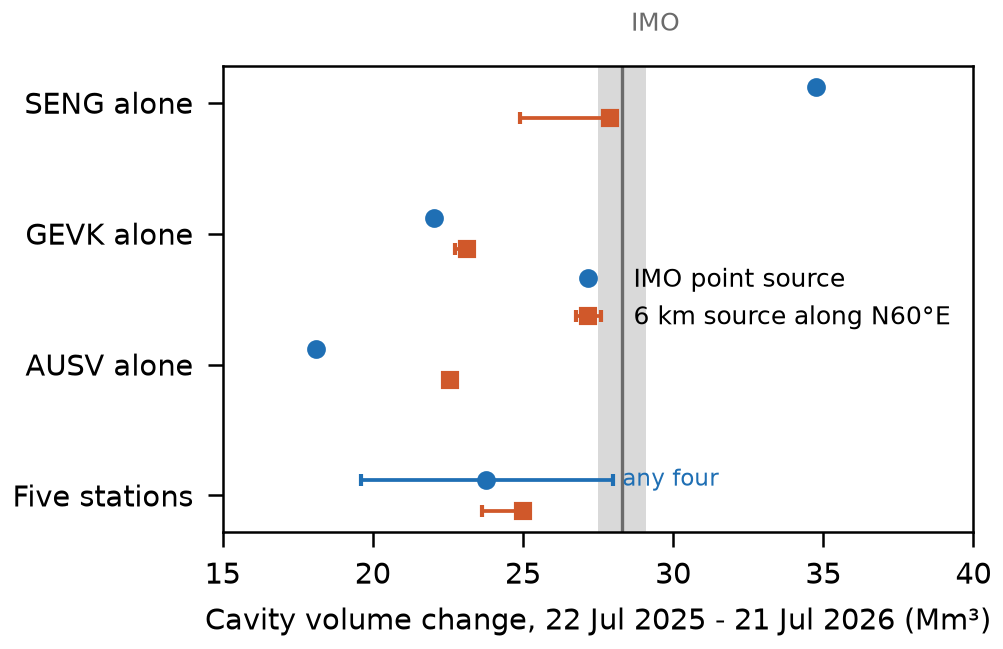 IMO
SENG alone
GEVK alone
IMO point source
6 km source along N60°E
AUSV alone
any four
Five stations
15 20 25 30 35 40
Cavity volume change, 22 Jul 2025 - 21 Jul 2026 (Mm³)